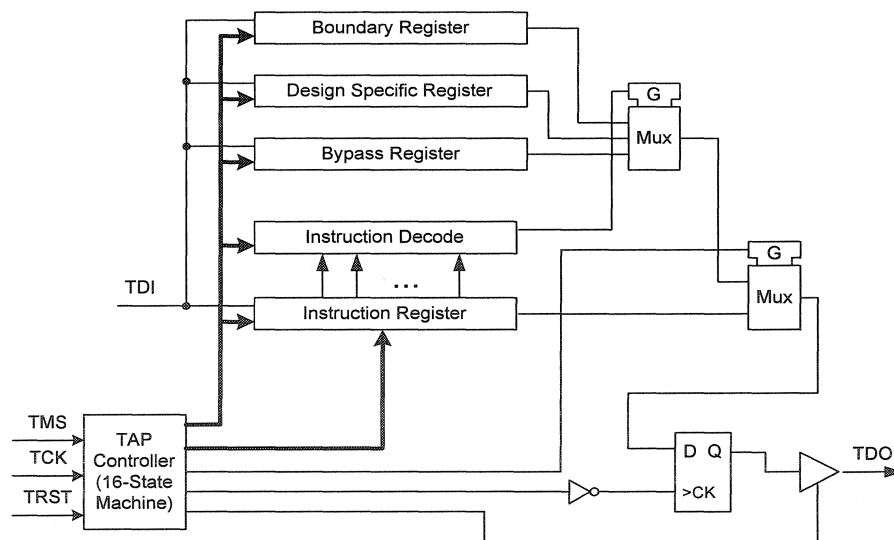 Boundary Register
Design Specific Register
G
Mux
Bypass Register
Instruction Decode
G
...
TDI
Mux
Instruction Register
TMS
TAP
Controller
(16-State
Machine)
TCK
TRST
D Q
>CK
TDO